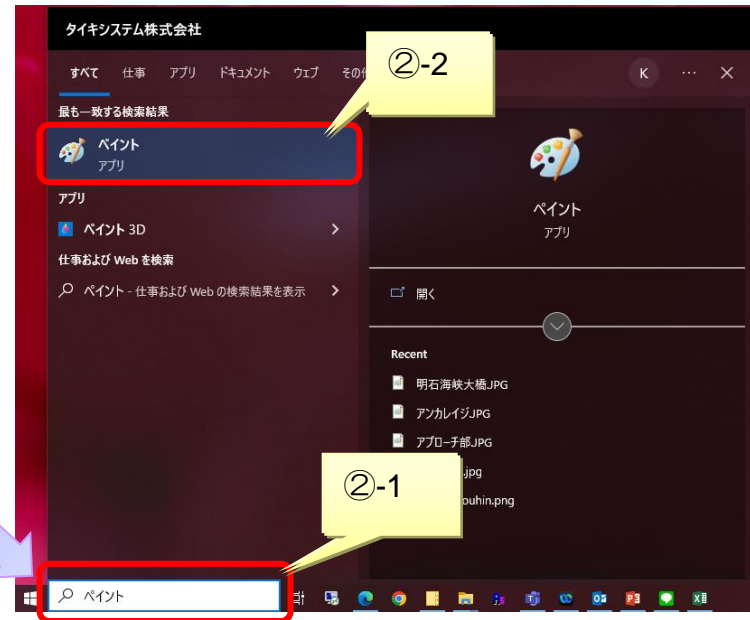 タイキシステム株式会社
すべて 仕事 アプリ ドキュメント ウェブ その他
K
②-2
最も一致する検索結果
ペイント
アプリ
アプリ
ペイント 3D
仕事および Web を検索
ペイント - 仕事および Web の検索結果を表示
ペイント
アプリ
開く
Recent
明石海峡大橋.JPG
アンカレイジ.JPG
アプローチ部.JPG
.jpg
ouhin.png
②-1
ペイント